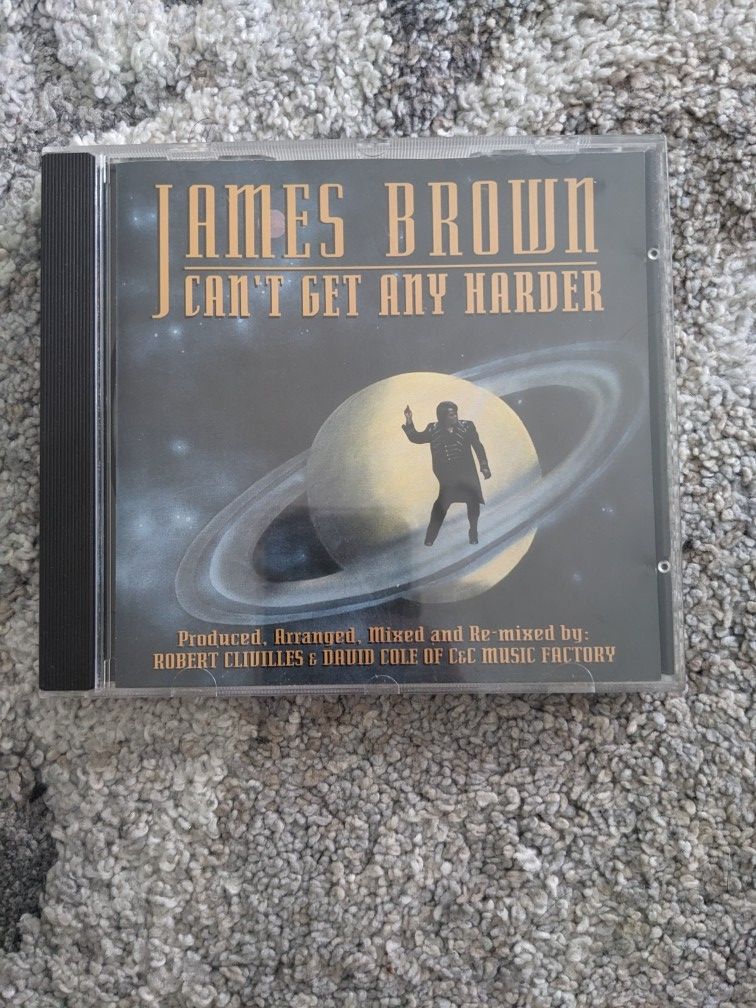 JAMES BROWN
CAN'T GET ANY HARDER
Produced, Arranged, Mixed and Re-mixed by:
ROBERT CLIVILLES & DAVID COLE OF C&C MUSIC FACTORY